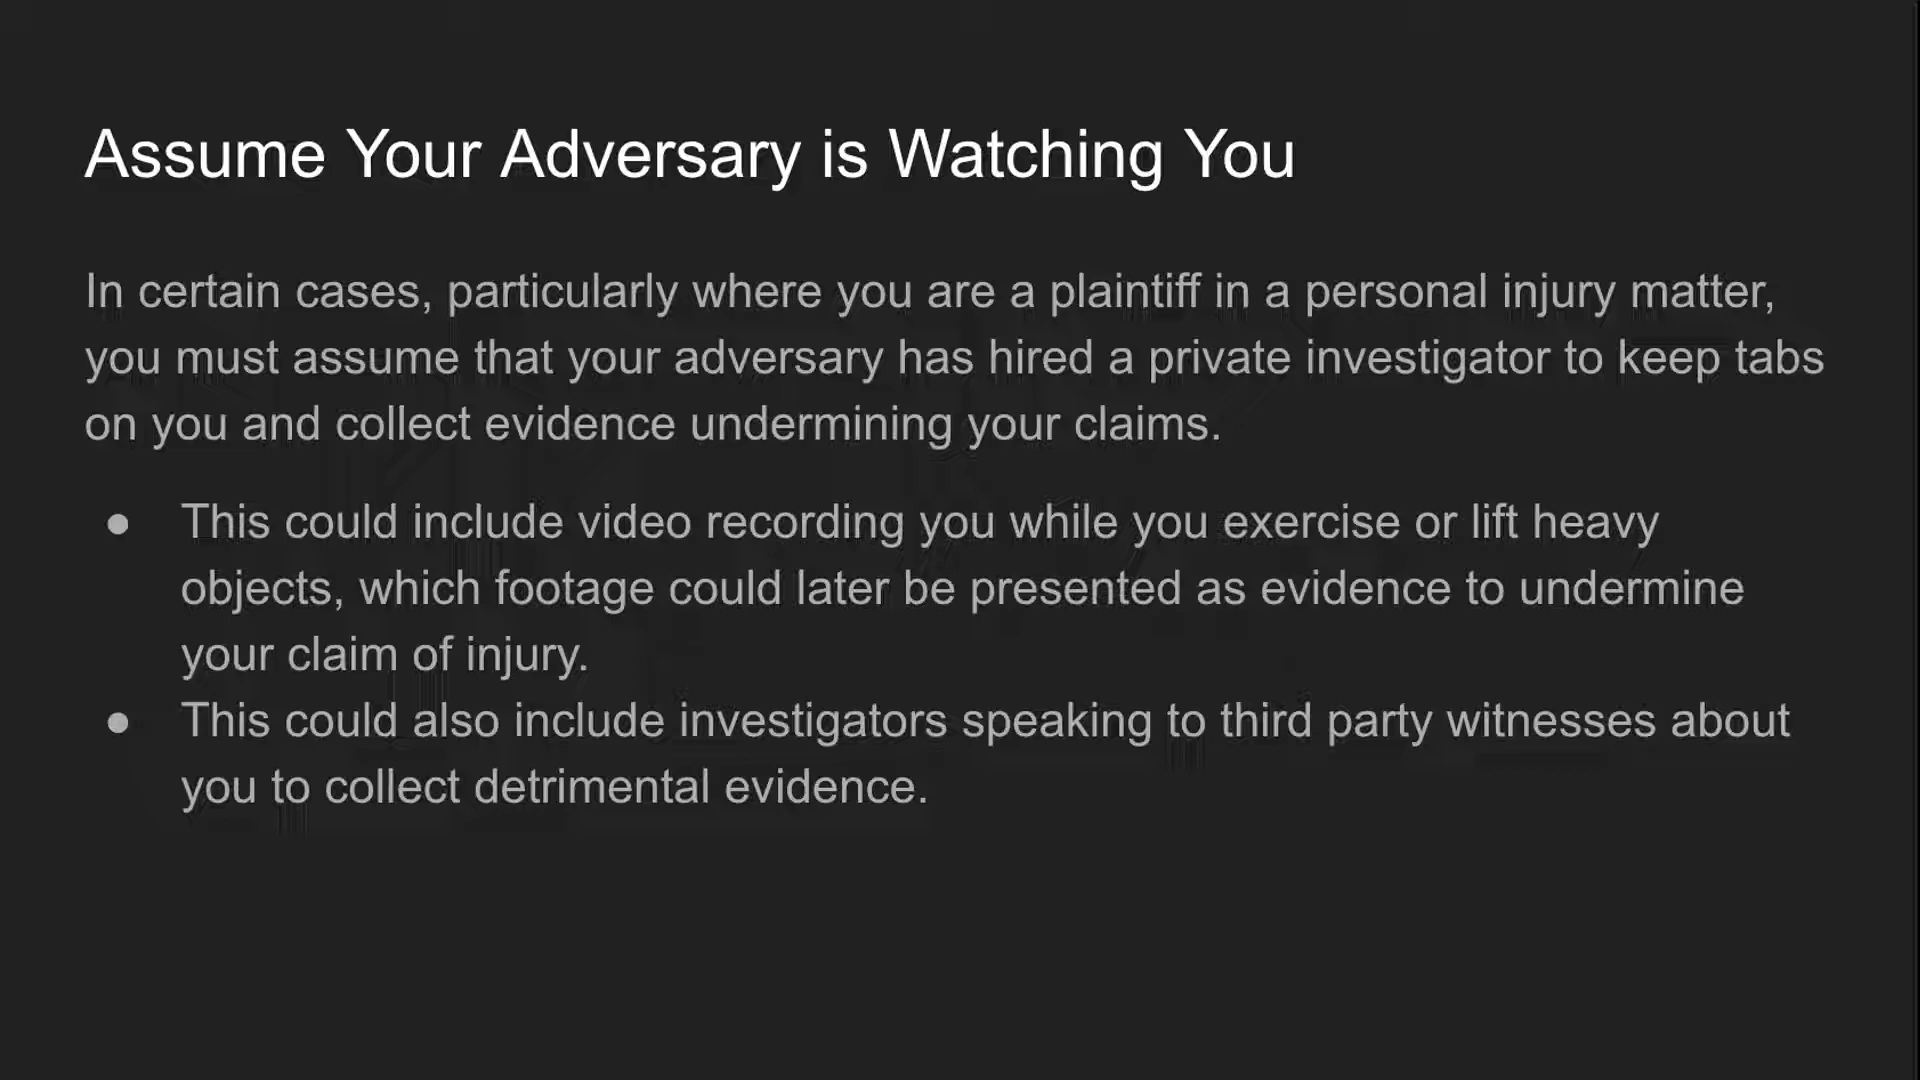 Assume Your Adversary is Watching You
In certain cases, particularly where you are a plaintiff in a personal injury matter,
you must assume that your adversary has hired a private investigator to keep tabs
on you and collect evidence undermining your claims.
● This could include video recording you while you exercise or lift heavy
objects, which footage could later be presented as evidence to undermine
your claim of injury.
● This could also include investigators speaking to third party witnesses about
you to collect detrimental evidence.